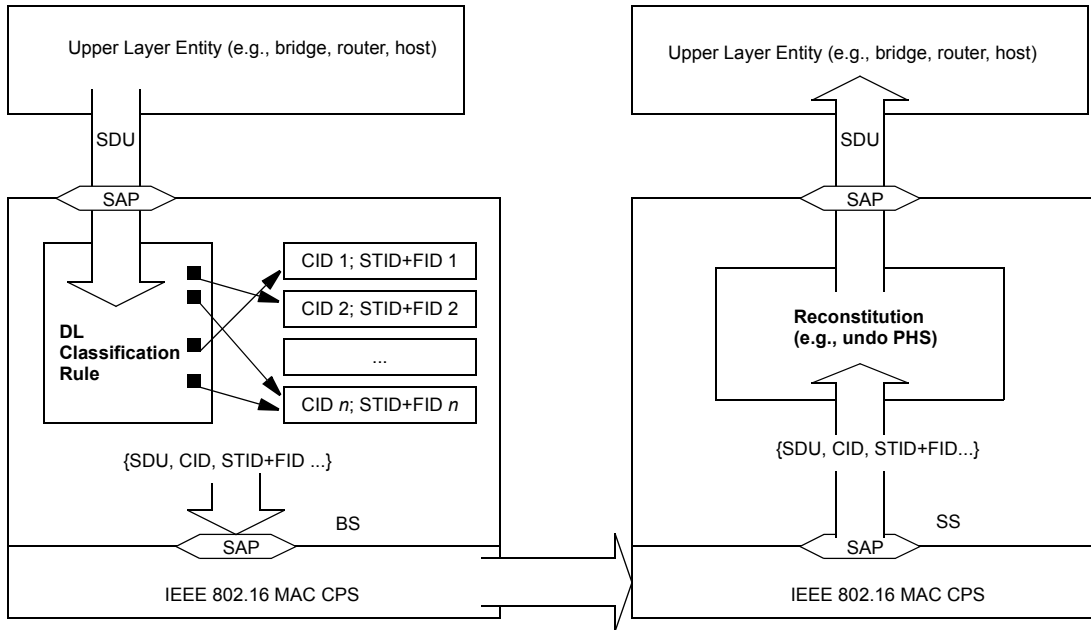 Upper Layer Entity (e.g., bridge, router, host)
SDU
SAP
DL
Classification
Rule
CID 1; STID+FID 1
CID 2; STID+FID 2
...
CID n; STID+FID n
{SDU, CID, STID+FID ...}
BS
SAP
IEEE 802.16 MAC CPS
Upper Layer Entity (e.g., bridge, router, host)
SDU
SAP
Reconstitution
(e.g., undo PHS)
{SDU, CID, STID+FID...}
SS
SAP
IEEE 802.16 MAC CPS